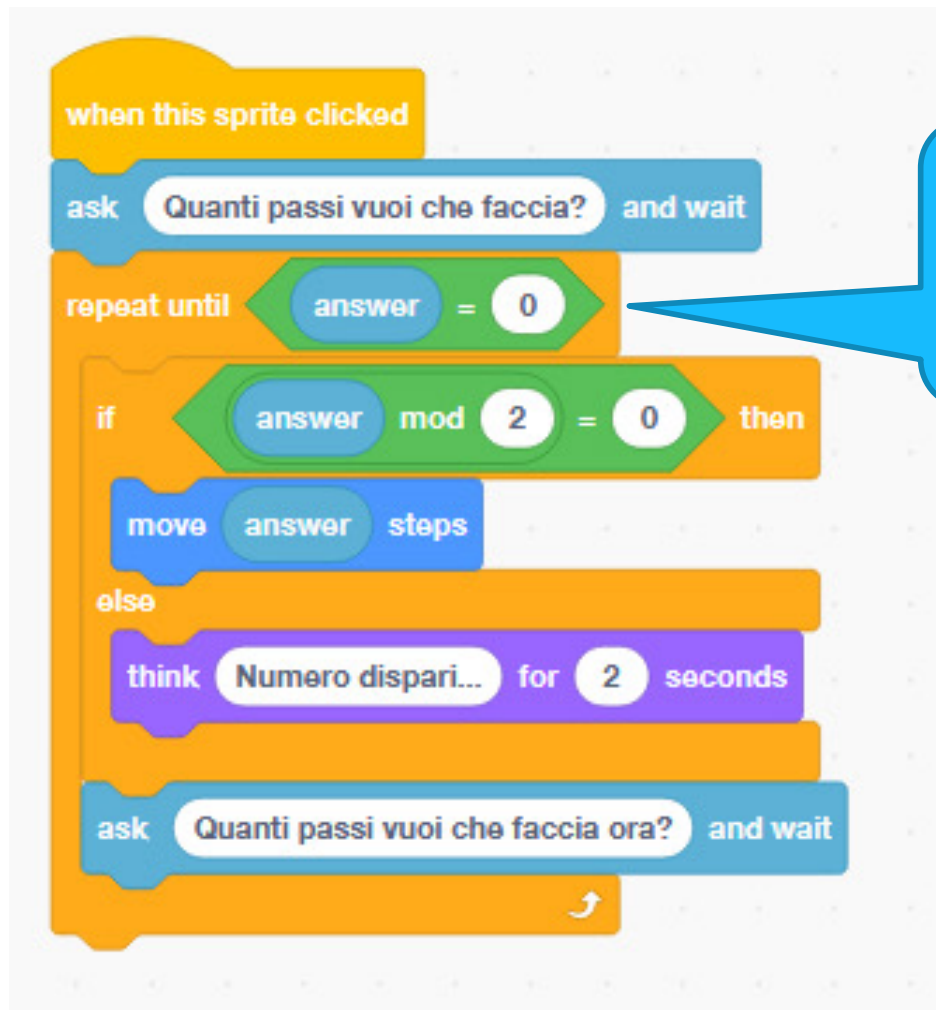 when this sprite clicked
ask Quanti passi vuoi che faccia? and wait
repeat until answer = 0
if answer mod 2 = 0 then
move answer steps
else
think Numero dispari... for 2 seconds
ask Quanti passi vuoi che faccia ora? and wait